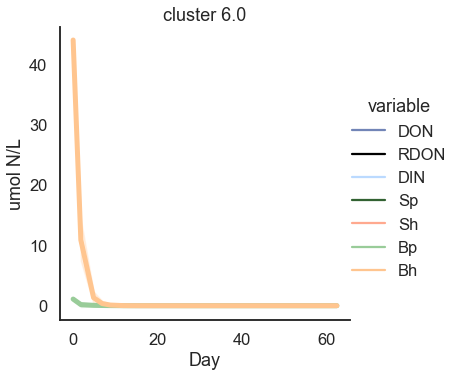 cluster 6.0
umol N/L
40
30
20
10
0
0
20
40
60
Day
variable
DON
RDON
DIN
Sp
Sh
Bp
Bh